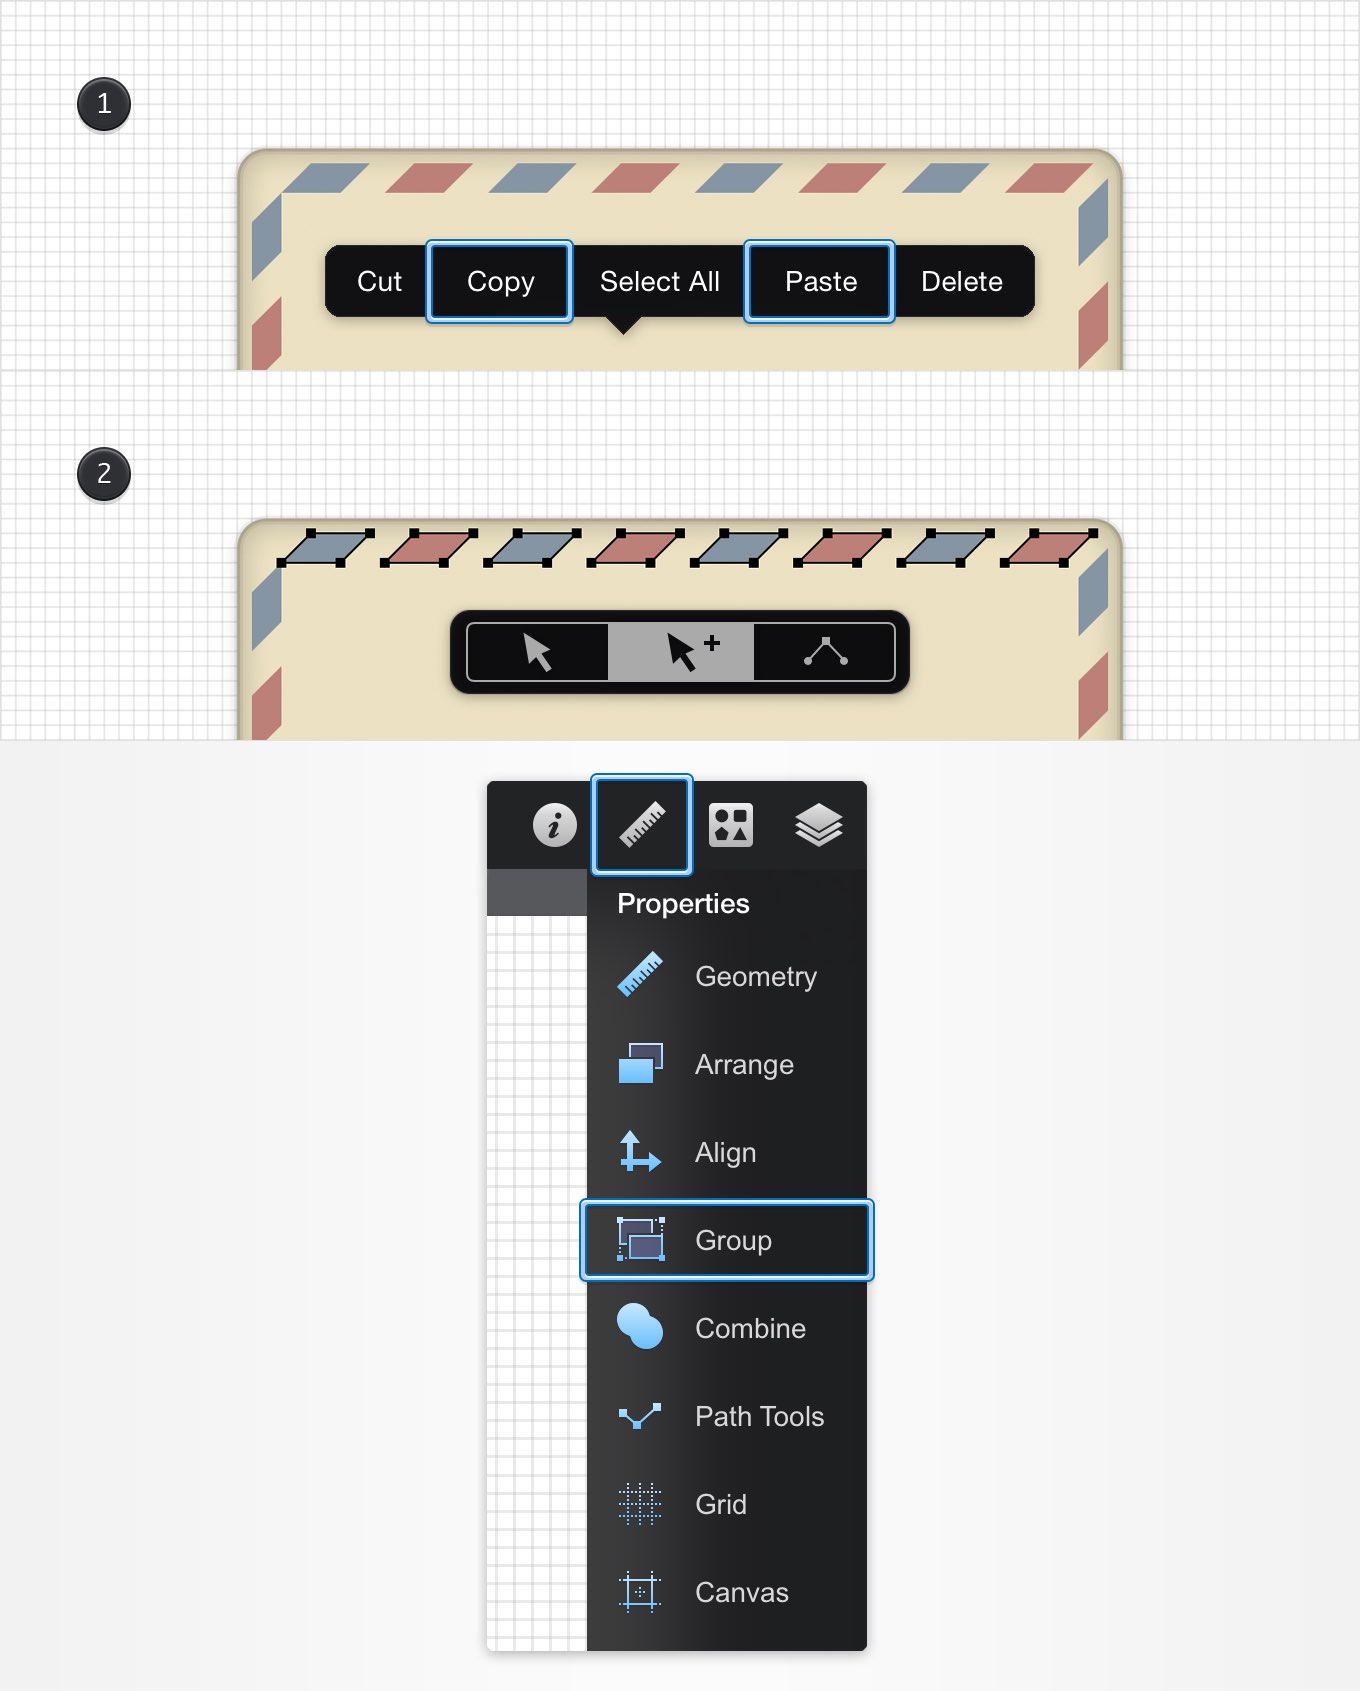 1
Cut Copy Select All Paste Delete
2
Properties
Geometry
Arrange
Align
Group
Combine
Path Tools
Grid
Canvas